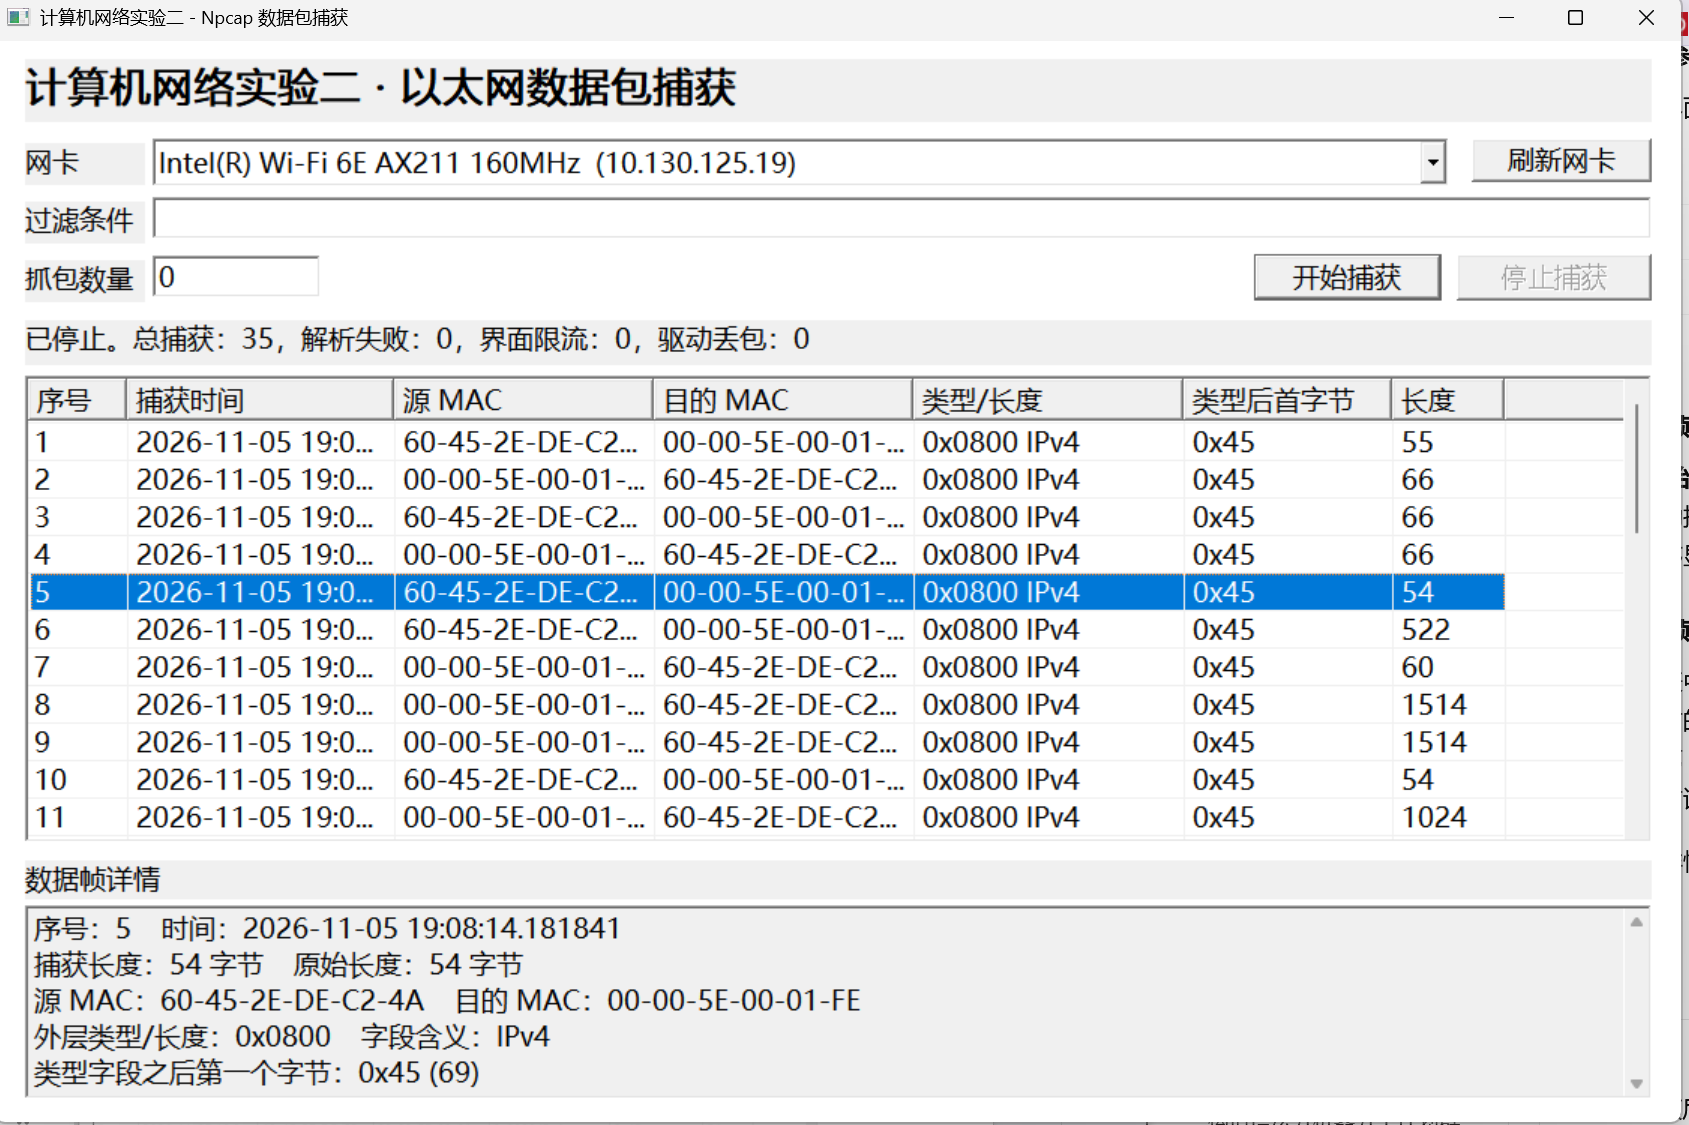 计算机网络实验二 - Npcap 数据包捕获
计算机网络实验二 · 以太网数据包捕获
网卡 Intel(R) Wi-Fi 6E AX211 160MHz (10.130.125.19) 刷新网卡
过滤条件
抓包数量 0 开始捕获 停止捕获
已停止。总捕获：35，解析失败：0，界面限流：0，驱动丢包：0
序号 捕获时间 源 MAC 目的 MAC 类型/长度 类型后首字节 长度
1 2026-11-05 19:0... 60-45-2E-DE-C2... 00-00-5E-00-01-... 0x0800 IPv4 0x45 55
2 2026-11-05 19:0... 00-00-5E-00-01-... 60-45-2E-DE-C2... 0x0800 IPv4 0x45 66
3 2026-11-05 19:0... 60-45-2E-DE-C2... 00-00-5E-00-01-... 0x0800 IPv4 0x45 66
4 2026-11-05 19:0... 00-00-5E-00-01-... 60-45-2E-DE-C2... 0x0800 IPv4 0x45 66
5 2026-11-05 19:0... 60-45-2E-DE-C2... 00-00-5E-00-01-... 0x0800 IPv4 0x45 54
6 2026-11-05 19:0... 60-45-2E-DE-C2... 00-00-5E-00-01-... 0x0800 IPv4 0x45 522
7 2026-11-05 19:0... 00-00-5E-00-01-... 60-45-2E-DE-C2... 0x0800 IPv4 0x45 60
8 2026-11-05 19:0... 00-00-5E-00-01-... 60-45-2E-DE-C2... 0x0800 IPv4 0x45 1514
9 2026-11-05 19:0... 00-00-5E-00-01-... 60-45-2E-DE-C2... 0x0800 IPv4 0x45 1514
10 2026-11-05 19:0... 60-45-2E-DE-C2... 00-00-5E-00-01-... 0x0800 IPv4 0x45 54
11 2026-11-05 19:0... 00-00-5E-00-01-... 60-45-2E-DE-C2... 0x0800 IPv4 0x45 1024
数据帧详情
序号：5 时间：2026-11-05 19:08:14.181841
捕获长度：54 字节 原始长度：54 字节
源 MAC：60-45-2E-DE-C2-4A 目的 MAC：00-00-5E-00-01-FE
外层类型/长度：0x0800 字段含义：IPv4
类型字段之后第一个字节：0x45 (69)